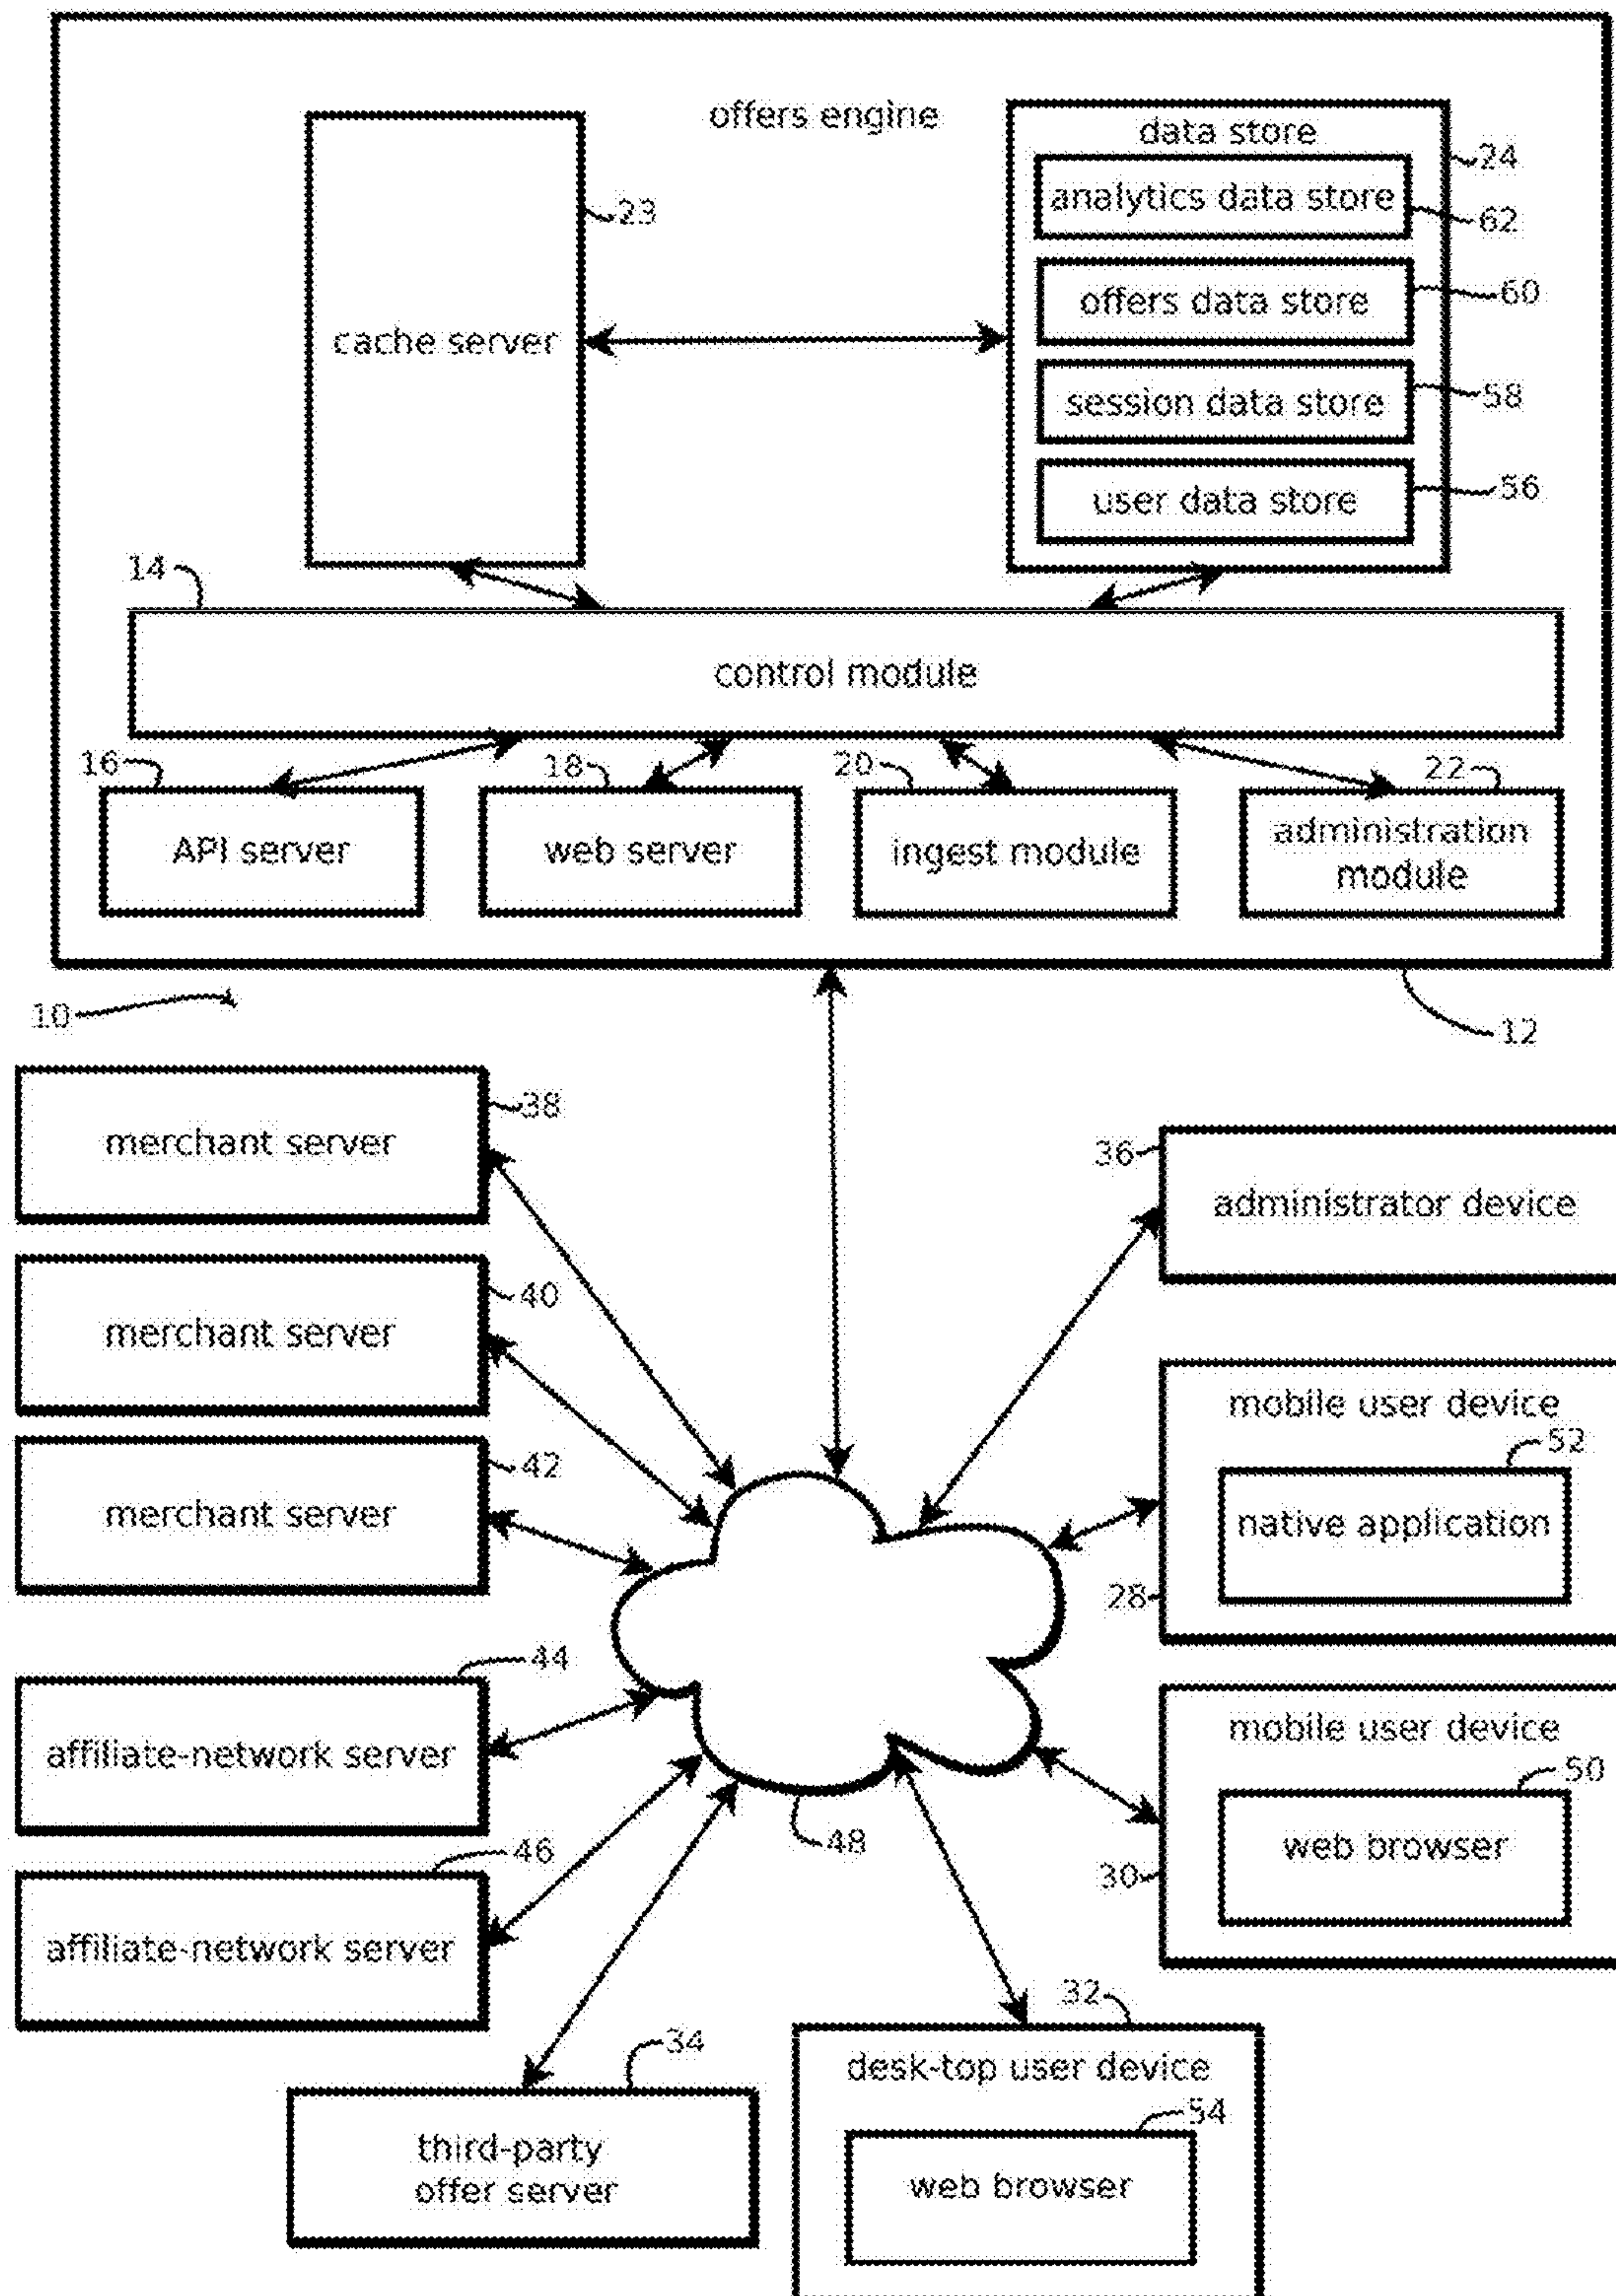 offers engine
data store
24
analytics data store
62
23
offers data store
60
cache server
session data store
58
user data store
56
14
control module
16
18
20
22
API server
web server
ingest module
administration
module
10
12
merchant server
38
36
administrator device
merchant server
40
mobile user device
52
native application
28
merchant server
42
44
affiliate-network server
mobile user device
50
web browser
30
48
46
affiliate-network server
32
34
desk-top user device
54
third-party
offer server
web browser